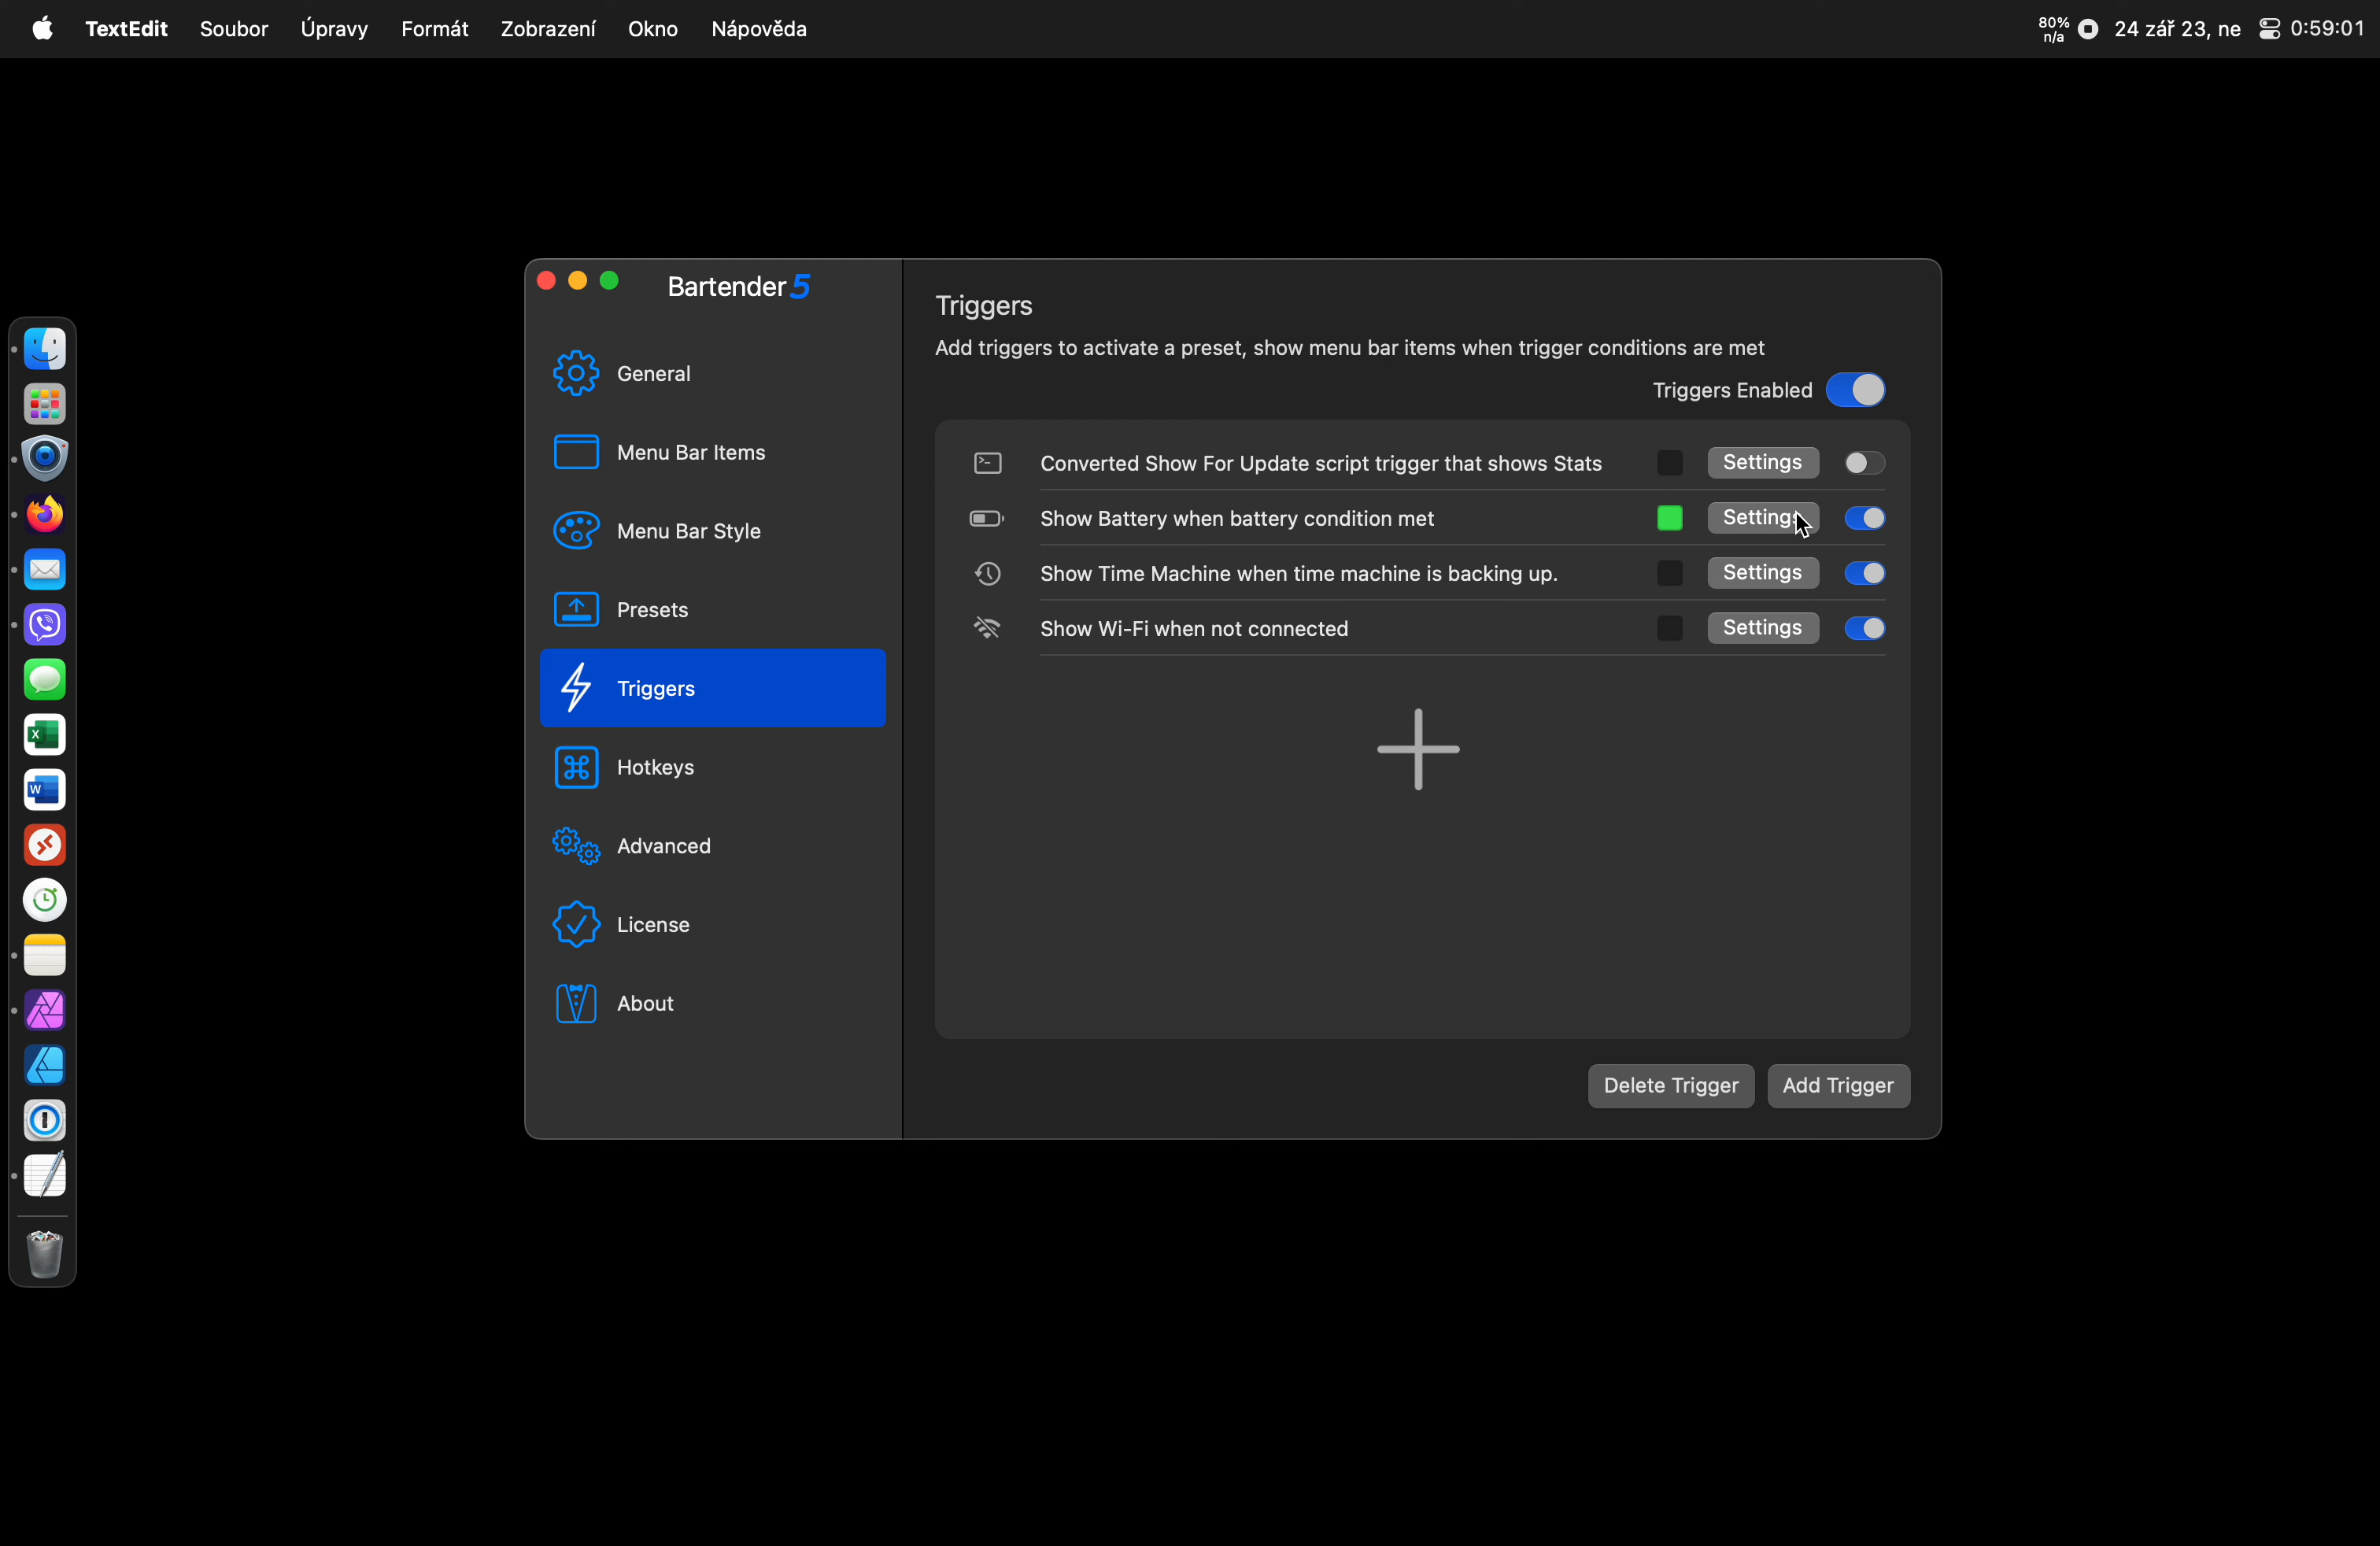 TextEdit Soubor Úpravy Formát Zobrazení Okno Nápověda 80% n/a 24 zář 23, ne 0:59:01
Bartender 5
General
Menu Bar Items
Menu Bar Style
Presets
Triggers
Hotkeys
Advanced
License
About
Triggers
Add triggers to activate a preset, show menu bar items when trigger conditions are met
Triggers Enabled
Converted Show For Update script trigger that shows Stats Settings
Show Battery when battery condition met Settings
Show Time Machine when time machine is backing up. Settings
Show Wi-Fi when not connected Settings
Delete Trigger Add Trigger